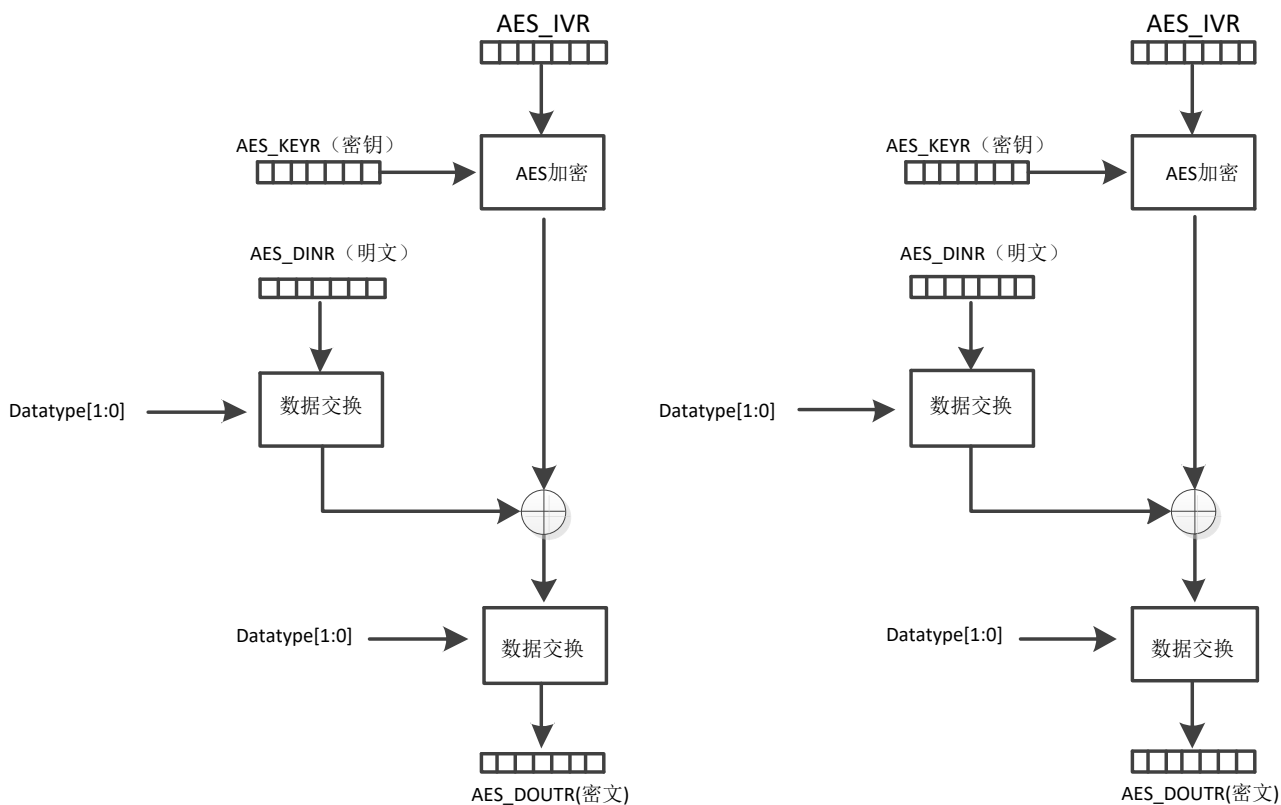 AES_IVR
AES_KEYR（密钥）
AES加密
AES_DINR（明文）
Datatype[1:0]
数据交换
Datatype[1:0]
数据交换
AES_DOUTR(密文)
AES_IVR
AES_KEYR（密钥）
AES加密
AES_DINR（明文）
Datatype[1:0]
数据交换
Datatype[1:0]
数据交换
AES_DOUTR(密文)